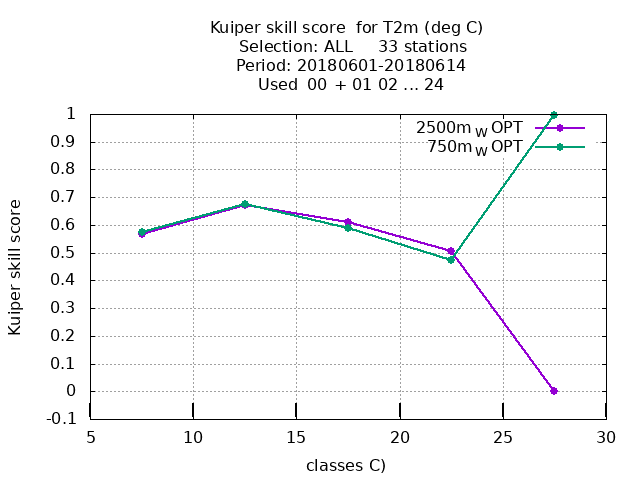 Kuiper skill score  for T2m (deg C)
Selection: ALL     33 stations
Period: 20180601-20180614
Used  00  + 01 02 ... 24
2500m_W OPT
750m_W OPT
1
0.9
0.8
0.7
0.6
0.5
0.4
0.3
0.2
0.1
0
-0.1
5 10 15 20 25 30
Kuiper skill score
classes C)